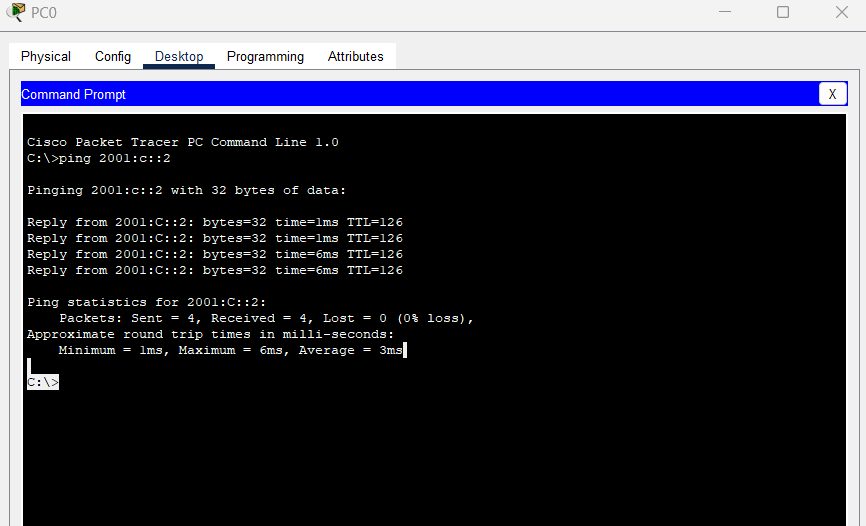 PC0
Physical Config Desktop Programming Attributes
Command Prompt X
Cisco Packet Tracer PC Command Line 1.0
C:\>ping 2001:c::2
Pinging 2001:c::2 with 32 bytes of data:
Reply from 2001:C::2: bytes=32 time=1ms TTL=126
Reply from 2001:C::2: bytes=32 time=1ms TTL=126
Reply from 2001:C::2: bytes=32 time=6ms TTL=126
Reply from 2001:C::2: bytes=32 time=6ms TTL=126
Ping statistics for 2001:C::2:
Packets: Sent = 4, Received = 4, Lost = 0 (0% loss),
Approximate round trip times in milli-seconds:
Minimum = 1ms, Maximum = 6ms, Average = 3ms
C:\>